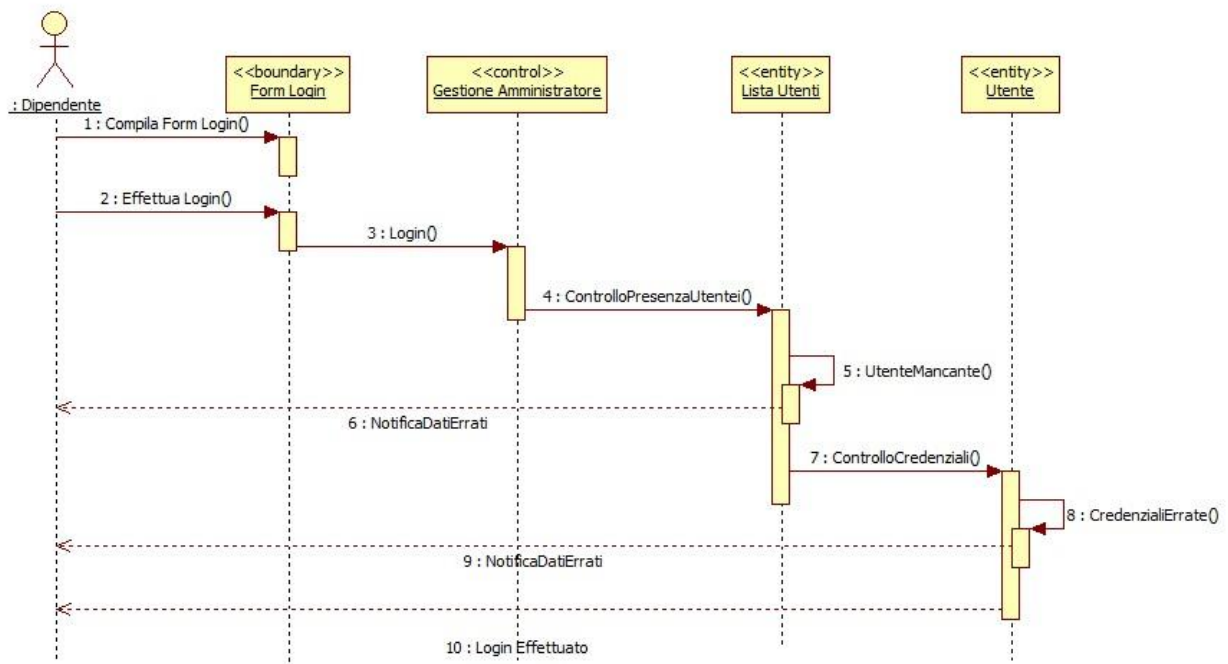 <<boundary>>
Form Login
<<control>>
Gestione Amministratore
<<entity>>
Lista Utenti
<<entity>>
Utente
: Dipendente
1 : Compila Form Login()
2 : Effettua Login()
3 : Login()
4 : ControlloPresenzaUtentei()
5 : UtenteMancante()
6 : NotificaDatiErrati
7 : ControlloCredenziali()
8 : CredenzialiErrate()
9 : NotificaDatiErrati
10 : Login Effettuato